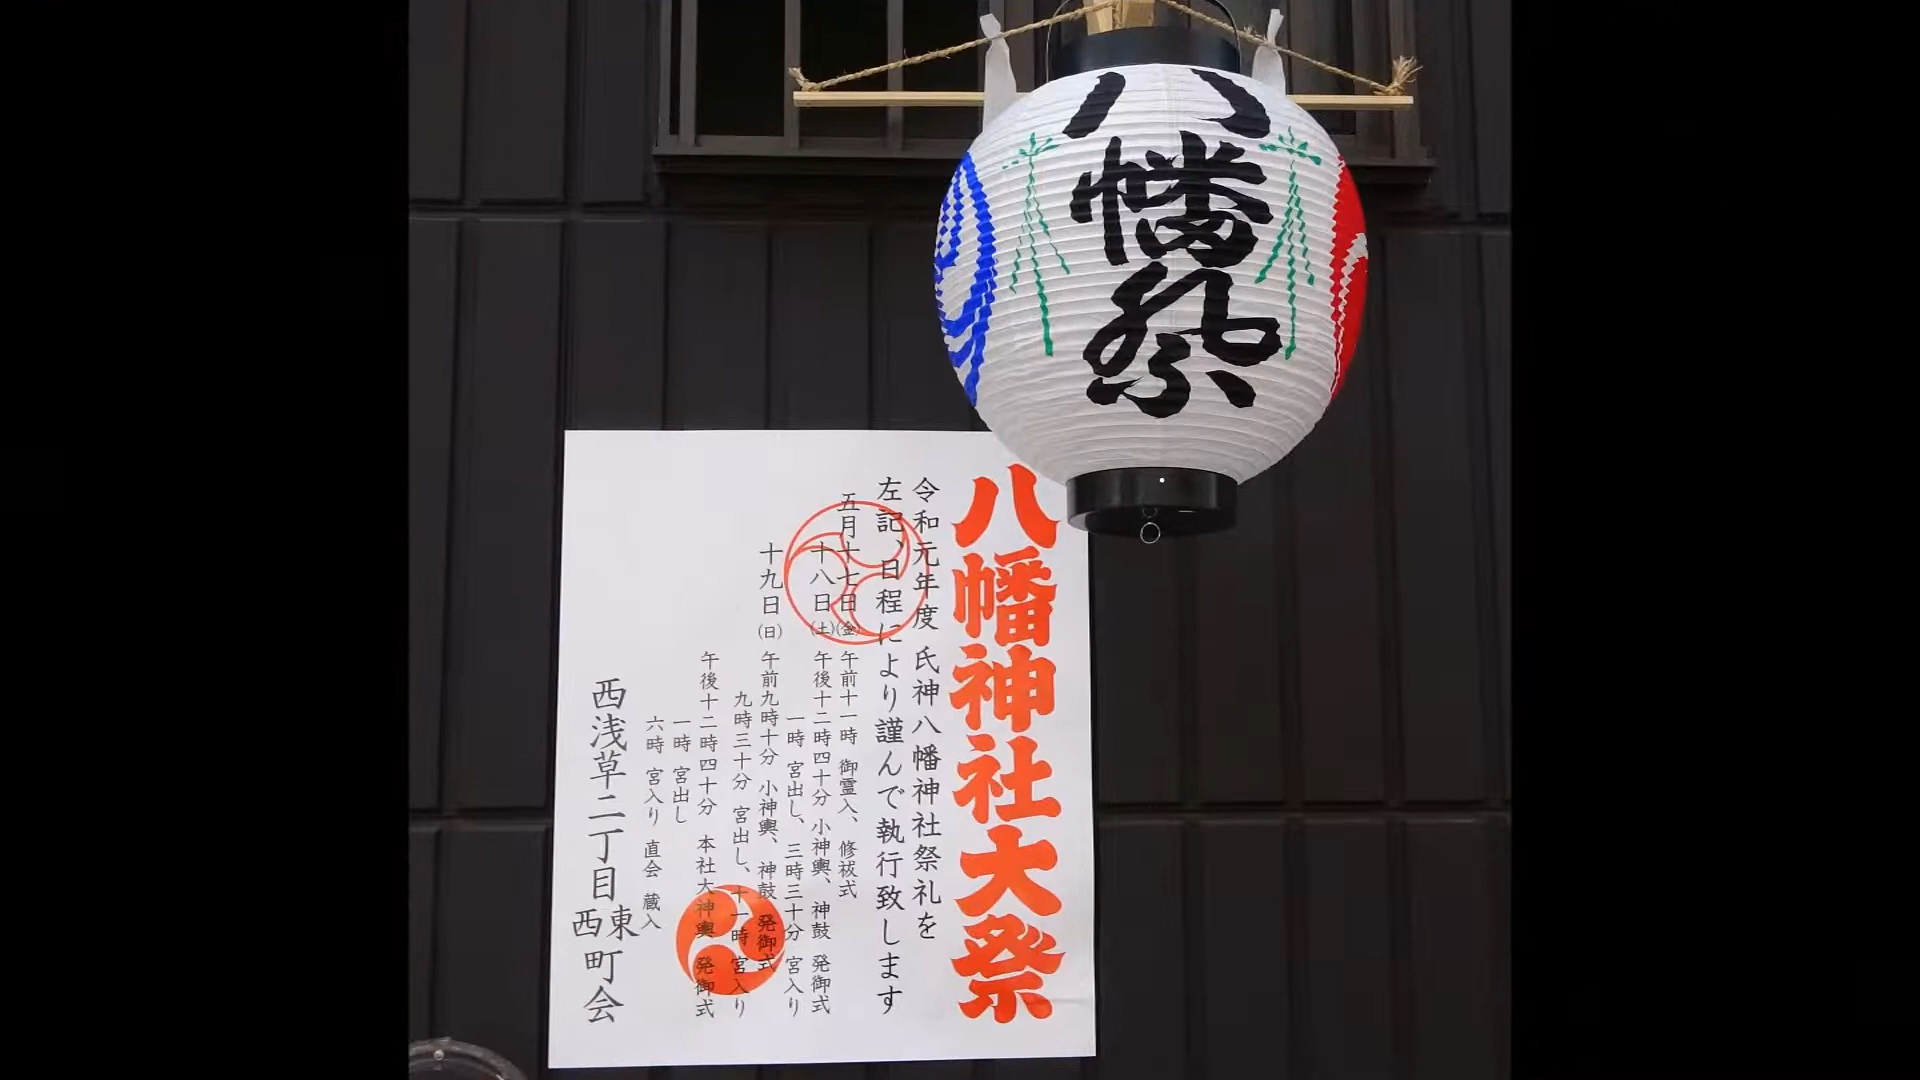 八幡祭
八幡神社大祭
令和元年度 氏神八幡神社祭礼を
左記、日程により謹んで執行致します
五月十七日(金) 午前十一時 御霊入、修祓式
十八日(土) 午後十二時四十分 小神輿、神鼓 発御式
一時 宮出し、三時三十分 宮入り
十九日(日) 午前九時十分 小神輿、神鼓 発御式
九時三十分 宮出し、十一時 宮入り
午後十二時四十分 本社大神輿 発御式
一時 宮出し
六時 宮入り 直会 蔵入
西浅草二丁目 東西町会